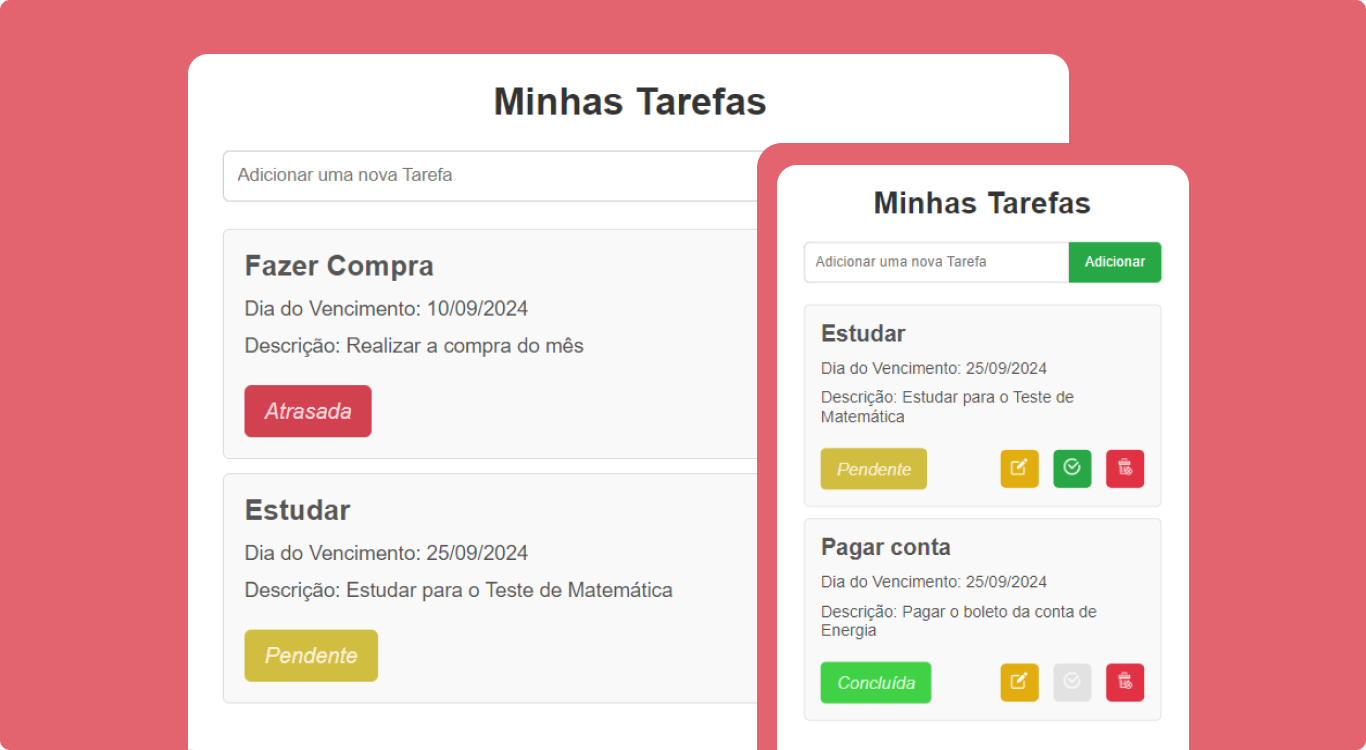 Minhas Tarefas
Adicionar uma nova Tarefa
Fazer Compra
Dia do Vencimento: 10/09/2024
Descrição: Realizar a compra do mês
Atrasada
Estudar
Dia do Vencimento: 25/09/2024
Descrição: Estudar para o Teste de Matemática
Pendente
Minhas Tarefas
Adicionar uma nova Tarefa
Adicionar
Estudar
Dia do Vencimento: 25/09/2024
Descrição: Estudar para o Teste de
Matemática
Pendente
Pagar conta
Dia do Vencimento: 25/09/2024
Descrição: Pagar o boleto da conta de
Energia
Concluída